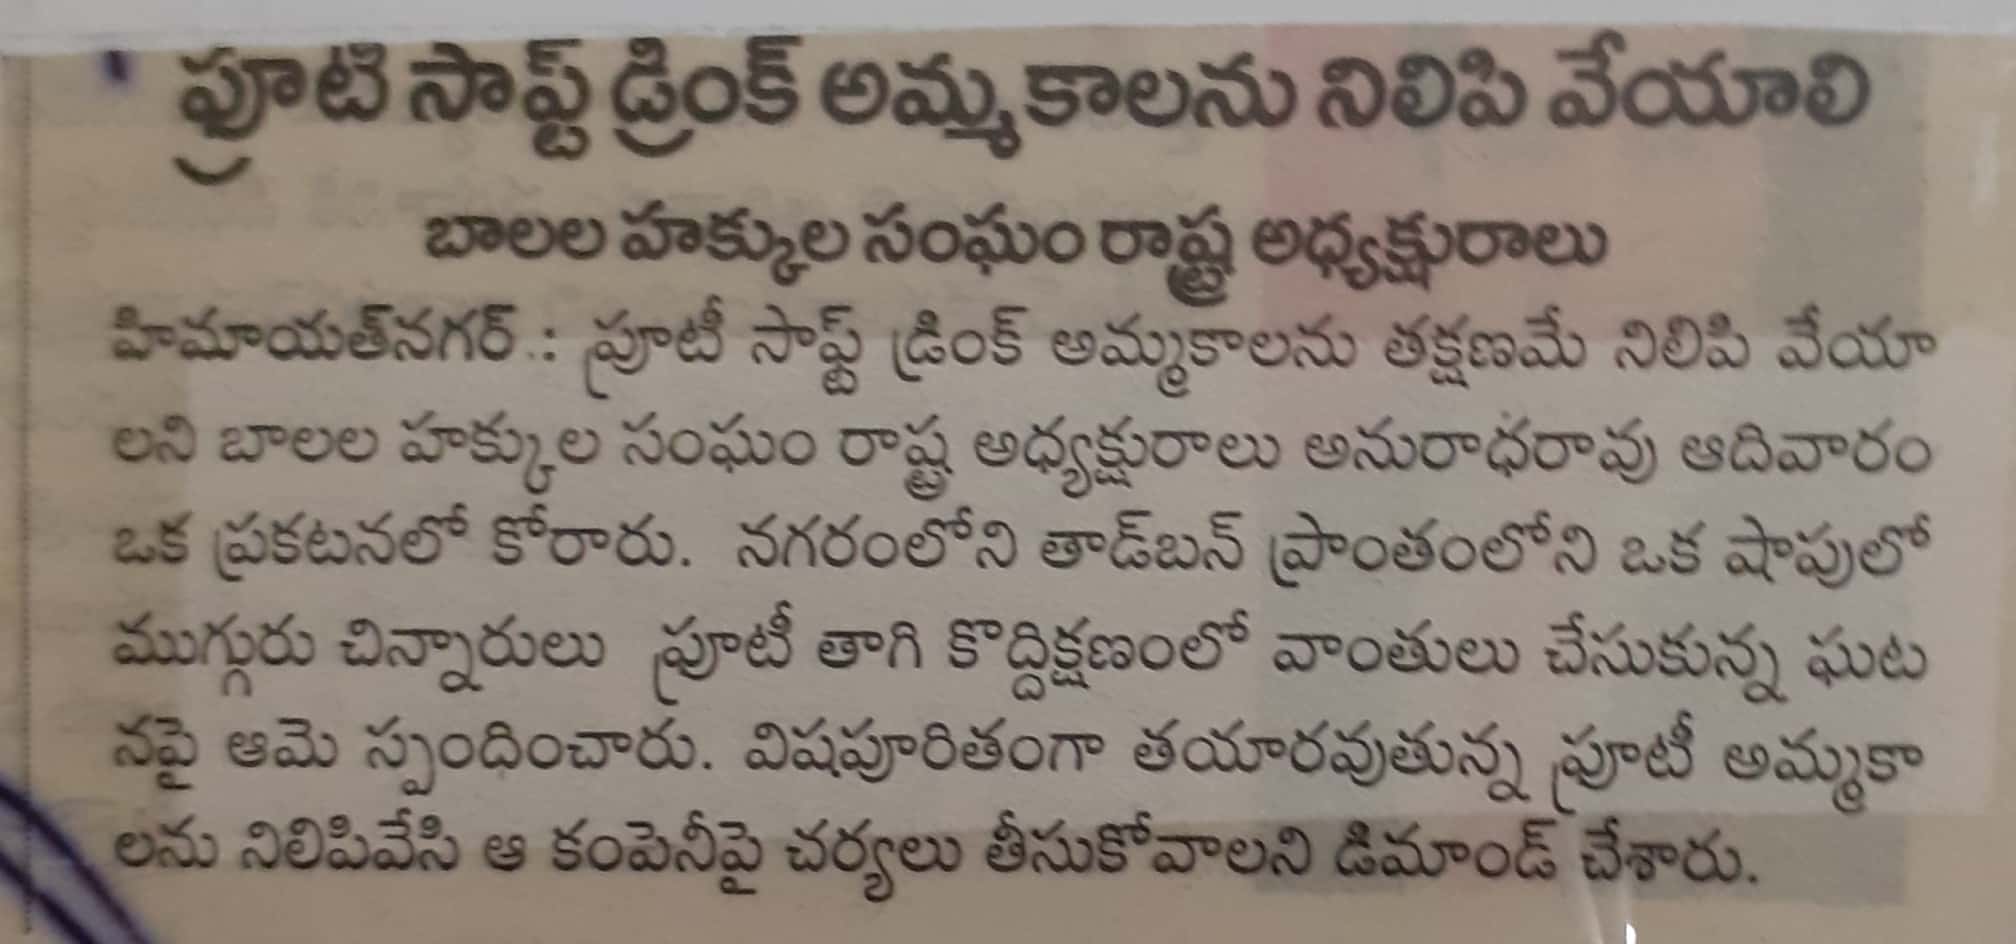 ఫ్రూటీ సాఫ్ట్ డ్రింక్ అమ్మకాలను నిలిపి వేయాలి
బాలల హక్కుల సంఘం రాష్ట్ర అధ్యక్షురాలు
హిమాయత్‌నగర్ : ఫ్రూటీ సాఫ్ట్ డ్రింక్ అమ్మకాలను తక్షణమే నిలిపి వేయా
లని బాలల హక్కుల సంఘం రాష్ట్ర అధ్యక్షురాలు అనురాధరావు ఆదివారం
ఒక ప్రకటనలో కోరారు. నగరంలోని తాడ్‌బన్ ప్రాంతంలోని ఒక షాపులో
ముగ్గురు చిన్నారులు ఫ్రూటీ తాగి కొద్దిక్షణంలో వాంతులు చేసుకున్న ఘట
నపై ఆమె స్పందించారు. విషపూరితంగా తయారవుతున్న ఫ్రూటీ అమ్మకా
లను నిలిపివేసి ఆ కంపెనీపై చర్యలు తీసుకోవాలని డిమాండ్ చేశారు.